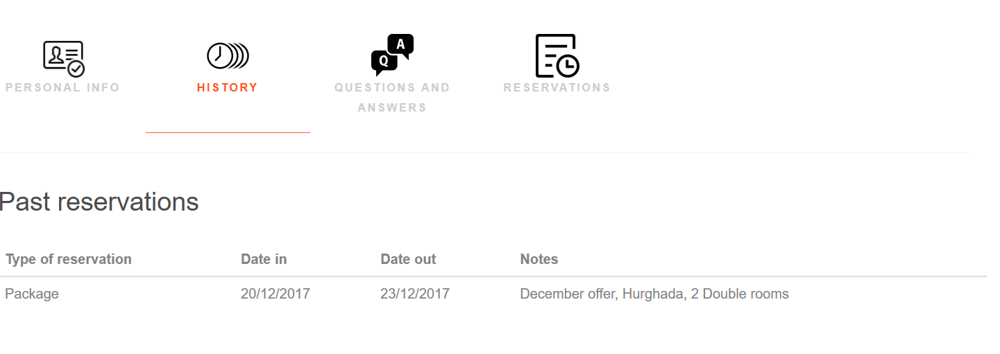 A
Q
PERSONAL INFO
HISTORY
QUESTIONS AND
ANSWERS
RESERVATIONS
Past reservations
Type of reservation Date in Date out Notes
Package 20/12/2017 23/12/2017 December offer, Hurghada, 2 Double rooms